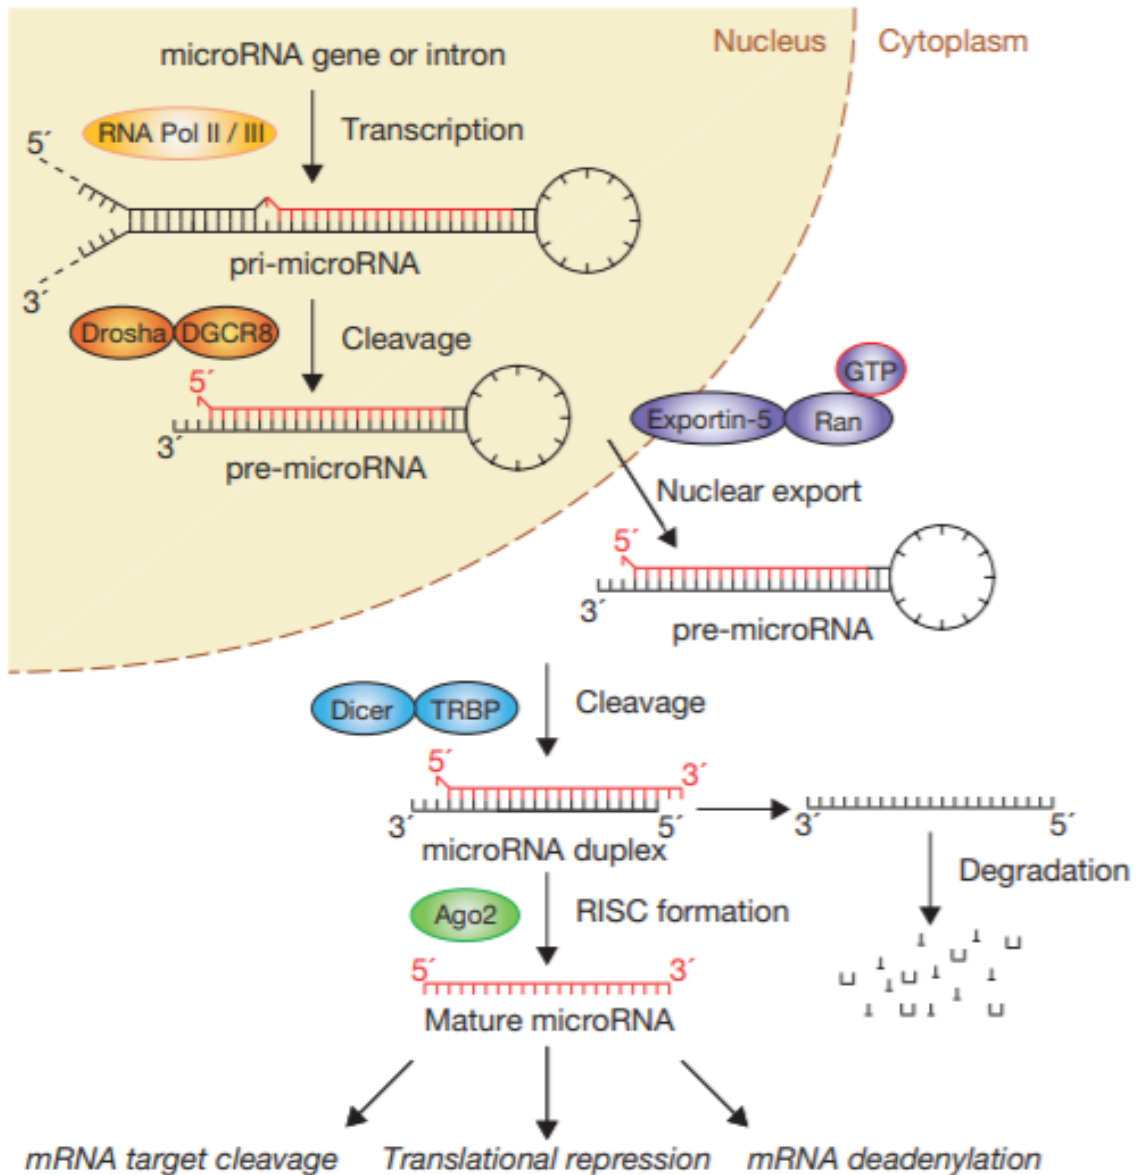 Nucleus
Cytoplasm
microRNA gene or intron
RNA Pol II / III
Transcription
5´
3´
pri-microRNA
Drosha
DGCR8
Cleavage
5´
3´
pre-microRNA
GTP
Exportin-5
Ran
Nuclear export
5´
3´
pre-microRNA
Dicer
TRBP
Cleavage
5´
3´
3´
5´
microRNA duplex
3´
5´
Degradation
Ago2
RISC formation
5´
3´
Mature microRNA
mRNA target cleavage
Translational repression
mRNA deadenylation